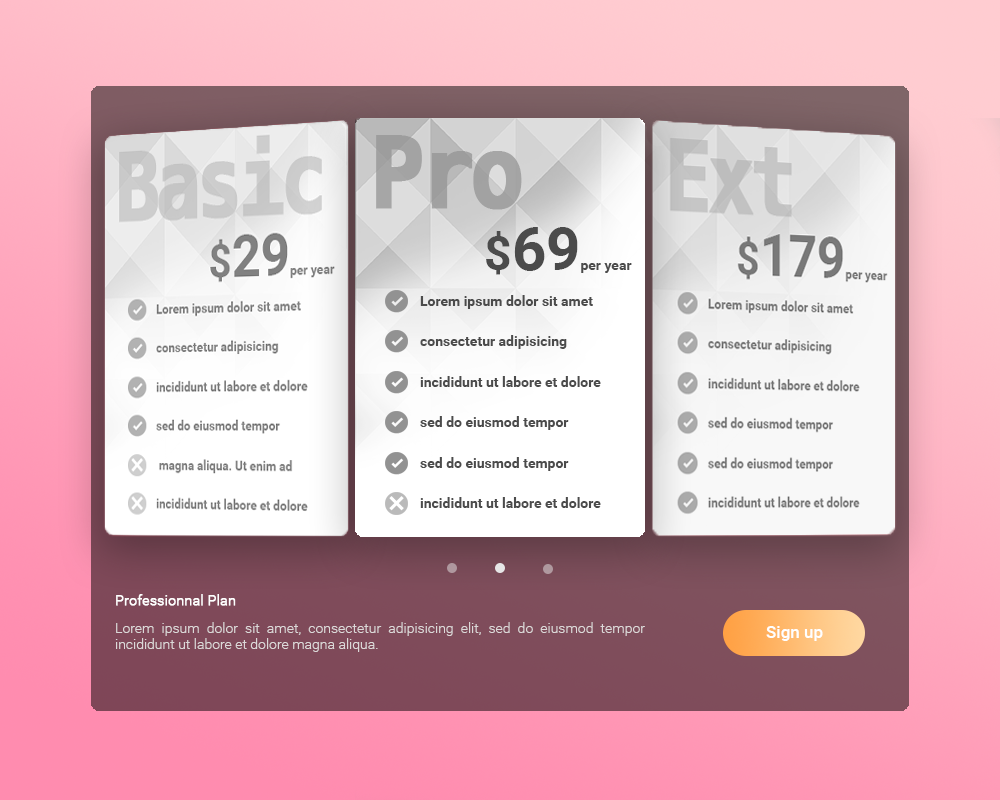 Basic
$29 per year
Lorem ipsum dolor sit amet
consectetur adipisicing
incididunt ut labore et dolore
sed do eiusmod tempor
magna aliqua. Ut enim ad
incididunt ut labore et dolore
Pro
$69 per year
Lorem ipsum dolor sit amet
consectetur adipisicing
incididunt ut labore et dolore
sed do eiusmod tempor
sed do eiusmod tempor
incididunt ut labore et dolore
Ext
$179 per year
Lorem ipsum dolor sit amet
consectetur adipisicing
incididunt ut labore et dolore
sed do eiusmod tempor
sed do eiusmod tempor
incididunt ut labore et dolore
Professionnal Plan
Lorem ipsum dolor sit amet, consectetur adipisicing elit, sed do eiusmod tempor
incididunt ut labore et dolore magna aliqua.
Sign up